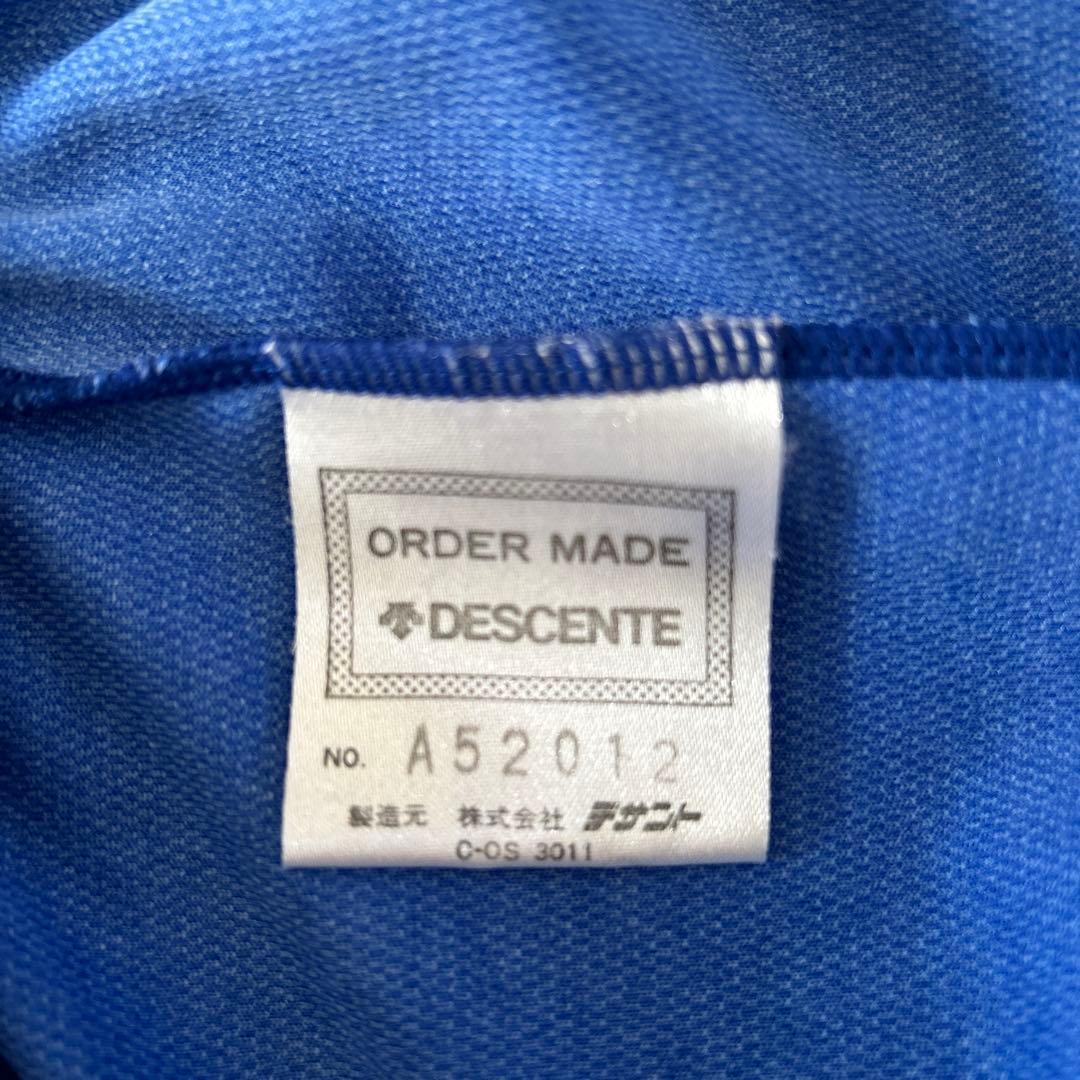 ORDER MADE
DESCENTE
NO. A52012
製造元 株式会社 デサント
C-OS 3011